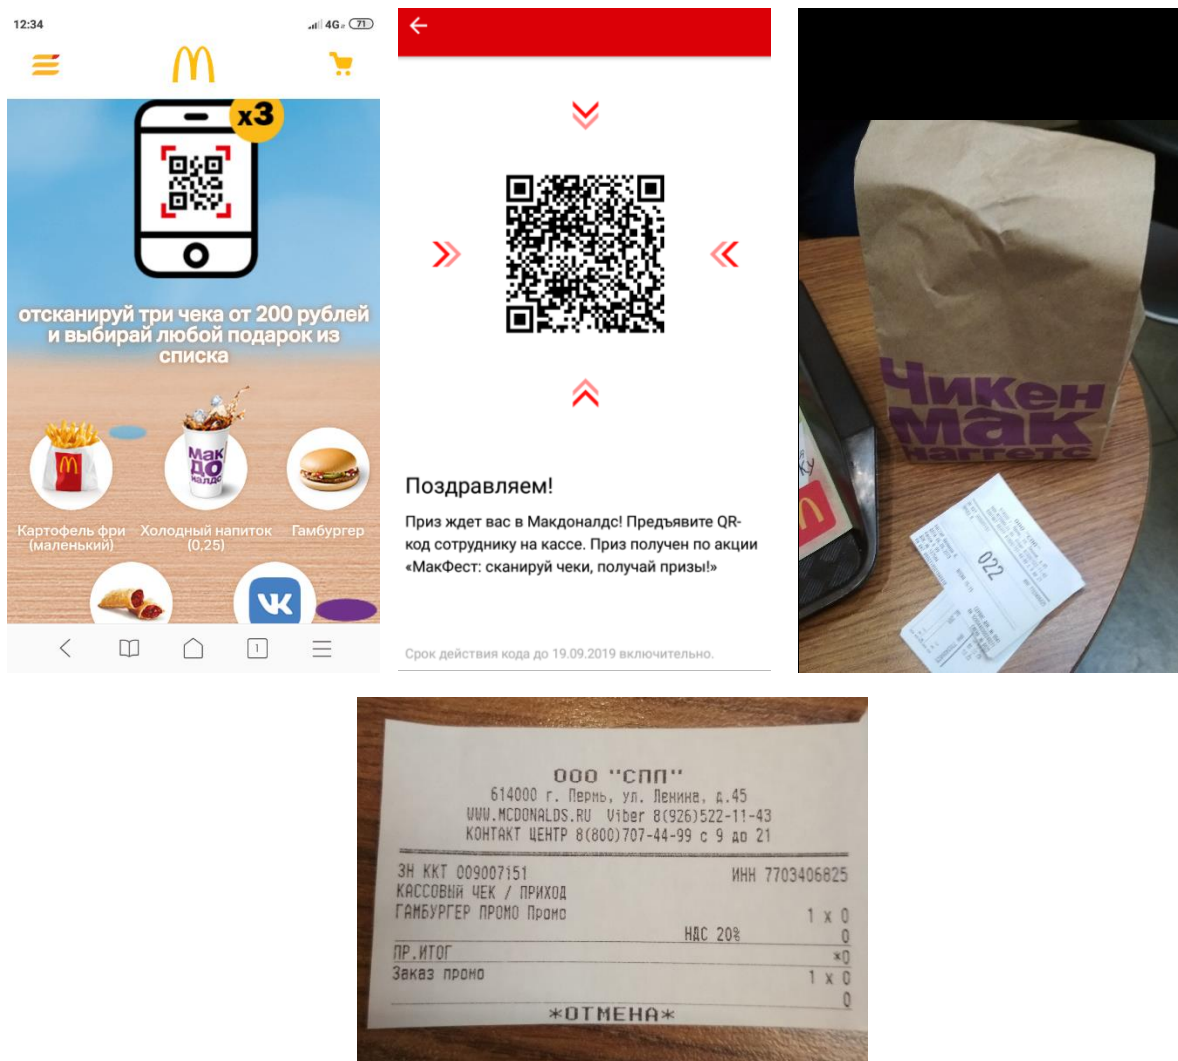 12:34
4G
71
x3
отсканируй три чека от 200 рублей
и выбирай любой подарок из
списка
Мак
до
налдс
Картофель фри
(маленький)
Холодный напиток
(0,25)
Гамбургер
1
Поздравляем!
Приз ждет вас в Макдоналдс! Предъявите QR-
код сотруднику на кассе. Приз получен по акции
«МакФест: сканируй чеки, получай призы!»
Срок действия кода до 19.09.2019 включительно.
Чикен
Мак
наггетс
022
ООО "СПП"
614000 г. Пермь, ул. Ленина, д.45
WWW.MCDONALDS.RU Viber 8(926)522-11-43
КОНТАКТ ЦЕНТР 8(800)707-44-99 с 9 до 21
ЗН ККТ 009007151 ИНН 7703406825
КАССОВЫЙ ЧЕК / ПРИХОД
ГАМБУРГЕР ПРОМО Промо 1 x 0
НДС 20% 0
ПР.ИТОГ *0
Заказ промо 1 x 0
0
*ОТМЕНА*